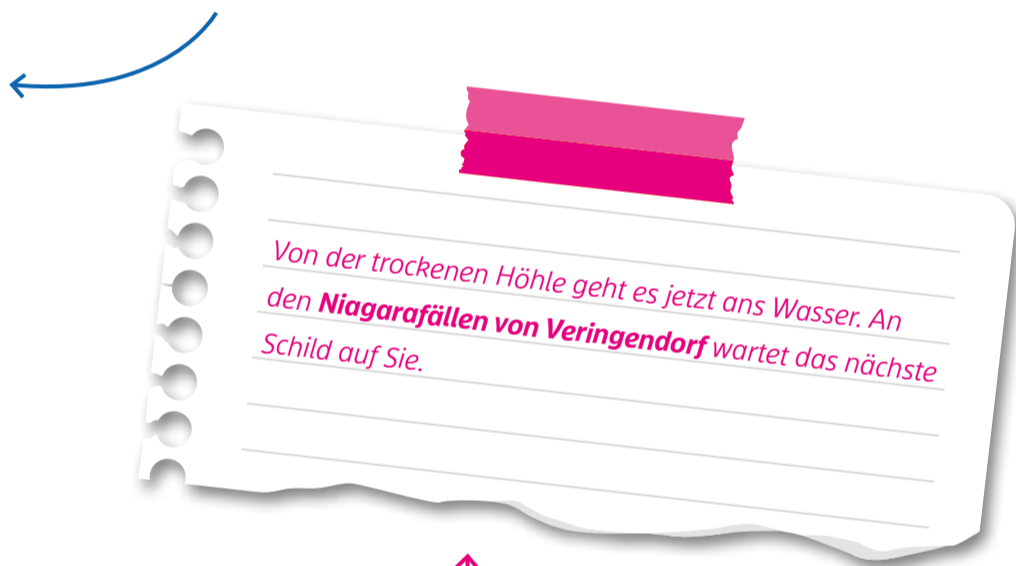 Von der trockenen Höhle geht es jetzt ans Wasser. An
den Niagarafällen von Veringendorf wartet das nächste
Schild auf Sie.